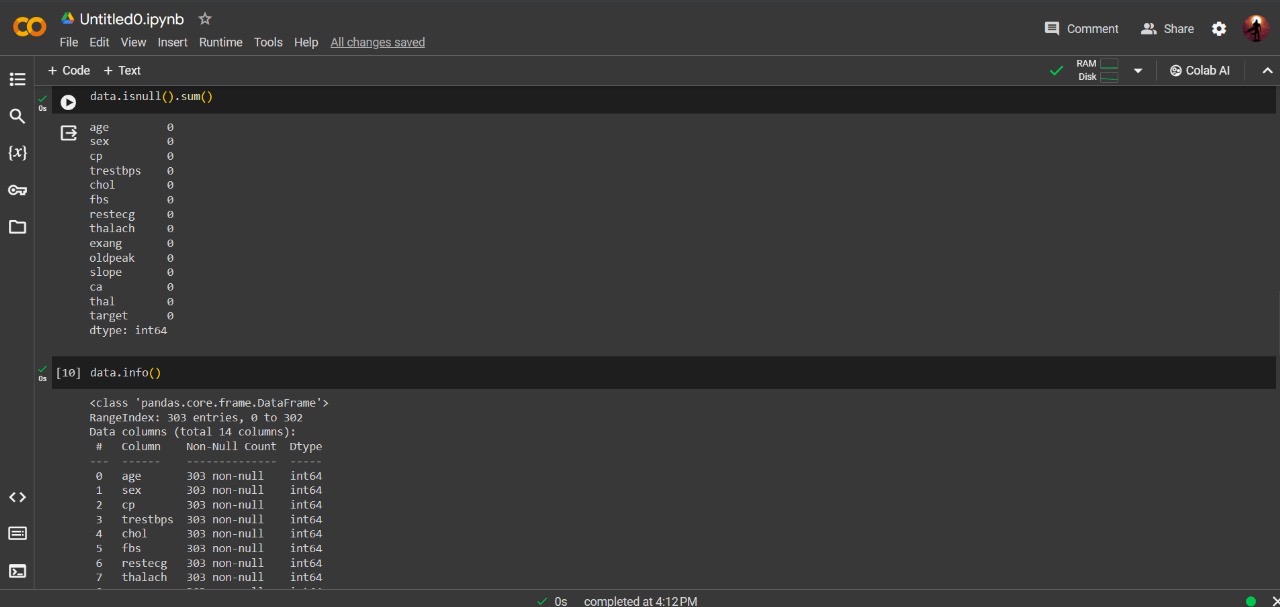 Untitled0.ipynb
File Edit View Insert Runtime Tools Help All changes saved
Comment Share
+ Code + Text
RAM
Disk
Colab AI
0s
data.isnull().sum()
age 0
sex 0
cp 0
trestbps 0
chol 0
fbs 0
restecg 0
thalach 0
exang 0
oldpeak 0
slope 0
ca 0
thal 0
target 0
dtype: int64
0s
[10] data.info()
<class 'pandas.core.frame.DataFrame'>
RangeIndex: 303 entries, 0 to 302
Data columns (total 14 columns):
# Column Non-Null Count Dtype
--- ------ -------------- -----
0 age 303 non-null int64
1 sex 303 non-null int64
2 cp 303 non-null int64
3 trestbps 303 non-null int64
4 chol 303 non-null int64
5 fbs 303 non-null int64
6 restecg 303 non-null int64
7 thalach 303 non-null int64
0s completed at 4:12 PM